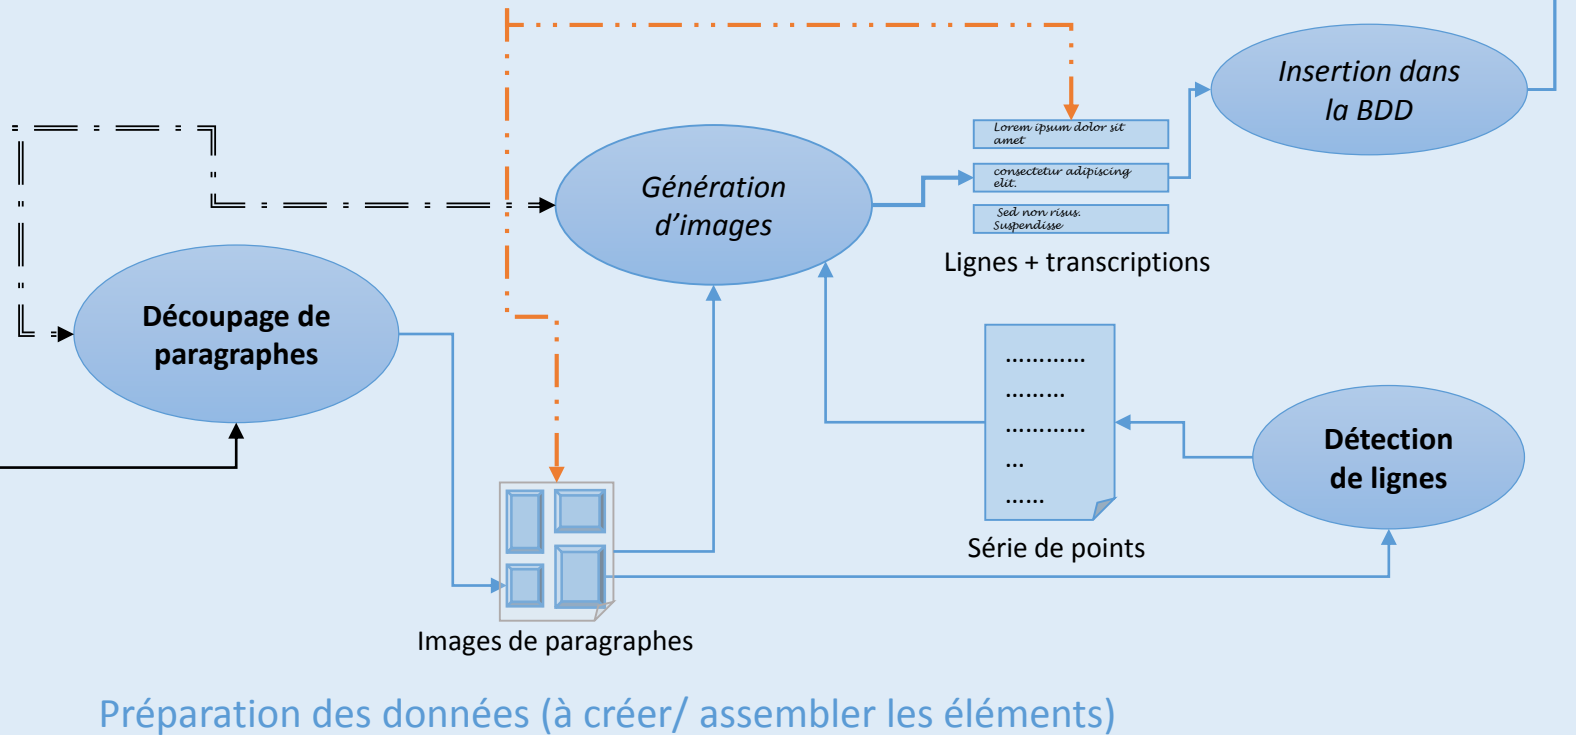 Insertion dans
la BDD
Lorem ipsum dolor sit
amet
consectetur adipiscing
elit.
Sed non risus.
Suspendisse
Lignes + transcriptions
Génération
d’images
Découpage de
paragraphes
…………
………
…………
…
……
Série de points
Détection
de lignes
Images de paragraphes
Préparation des données (à créer/ assembler les éléments)